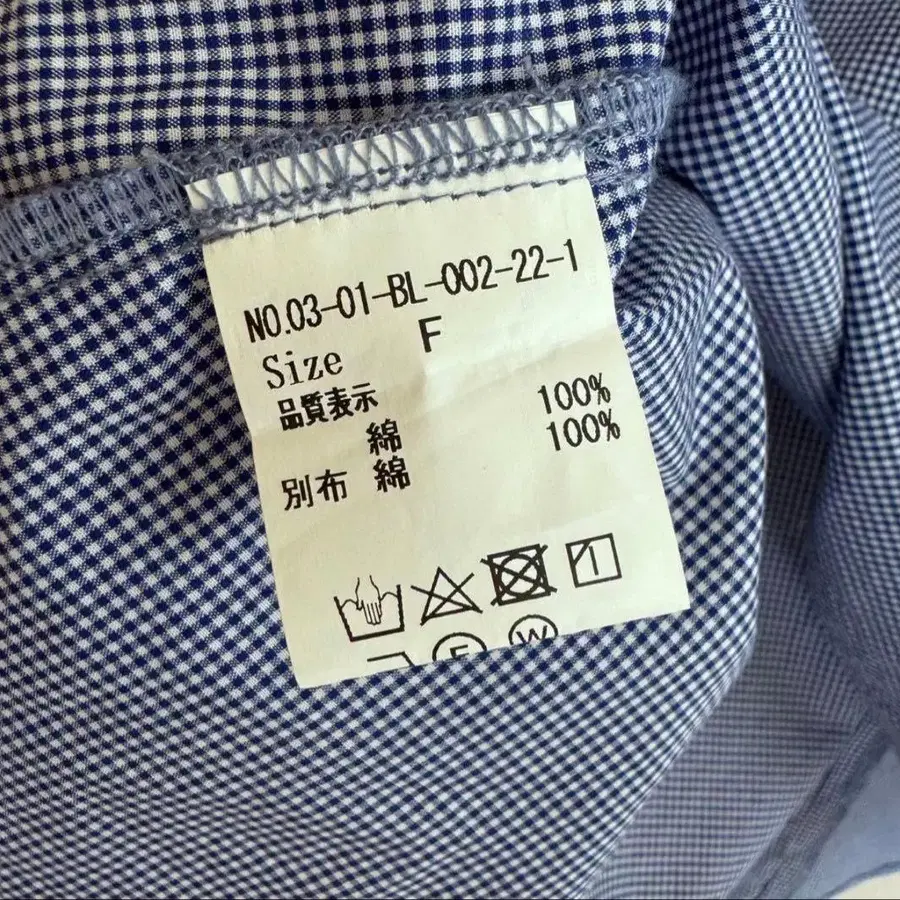 NO.03-01-BL-002-22-1
Size F
品質表示
綿 100%
別布 綿 100%
F W